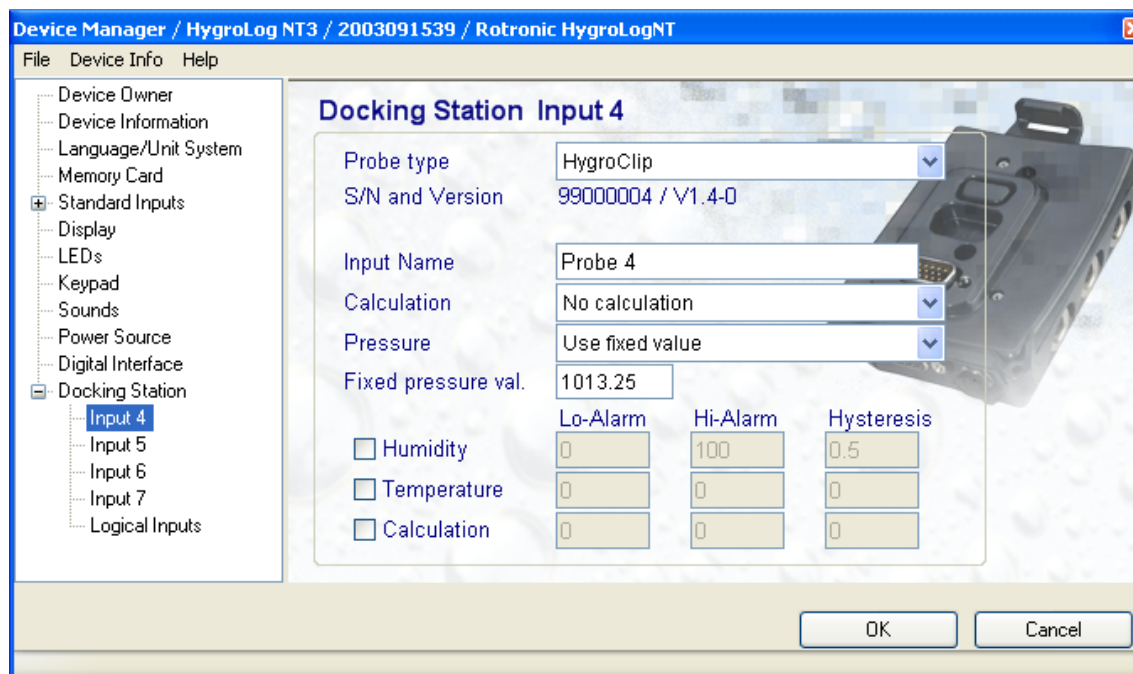 Device Manager / HygroLog NT3 / 2003091539 / Rotronic HygroLogNT
File Device Info Help
Device Owner
Device Information
Language/Unit System
Memory Card
Standard Inputs
Display
LEDs
Keypad
Sounds
Power Source
Digital Interface
Docking Station
Input 4
Input 5
Input 6
Input 7
Logical Inputs
Docking Station Input 4
Probe type HygroClip
S/N and Version 99000004 / V1.4-0
Input Name Probe 4
Calculation No calculation
Pressure Use fixed value
Fixed pressure val. 1013.25
Lo-Alarm Hi-Alarm Hysteresis
Humidity 0 100 0.5
Temperature 0 0 0
Calculation 0 0 0
OK Cancel